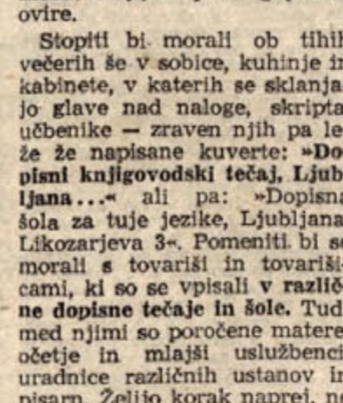 ovire.
Stopiti bi morali ob tihih
večerih še v sobice, kuhinje in
kabinete, v katerih se sklanja-
jo glave nad naloge, skripta
učbenike — zraven njih pa le
že že napisane kuverte: »Do
pisni knjigovodski tečaj, Ljub
ljana...« ali pa: »Dopisna
šola za tuje jezike, Ljubljana
Likozarjeva 3«. Pomeniti bi se
morali s tovariši in tovariši-
cami, ki so se vpisali v različ-
ne dopisne tečaje in šole. Tud
med njimi so poročene matere
očetje in mlajši uslužbenci
uradnice različnih ustanov in
pisarn. Želijo korak naprej, ne